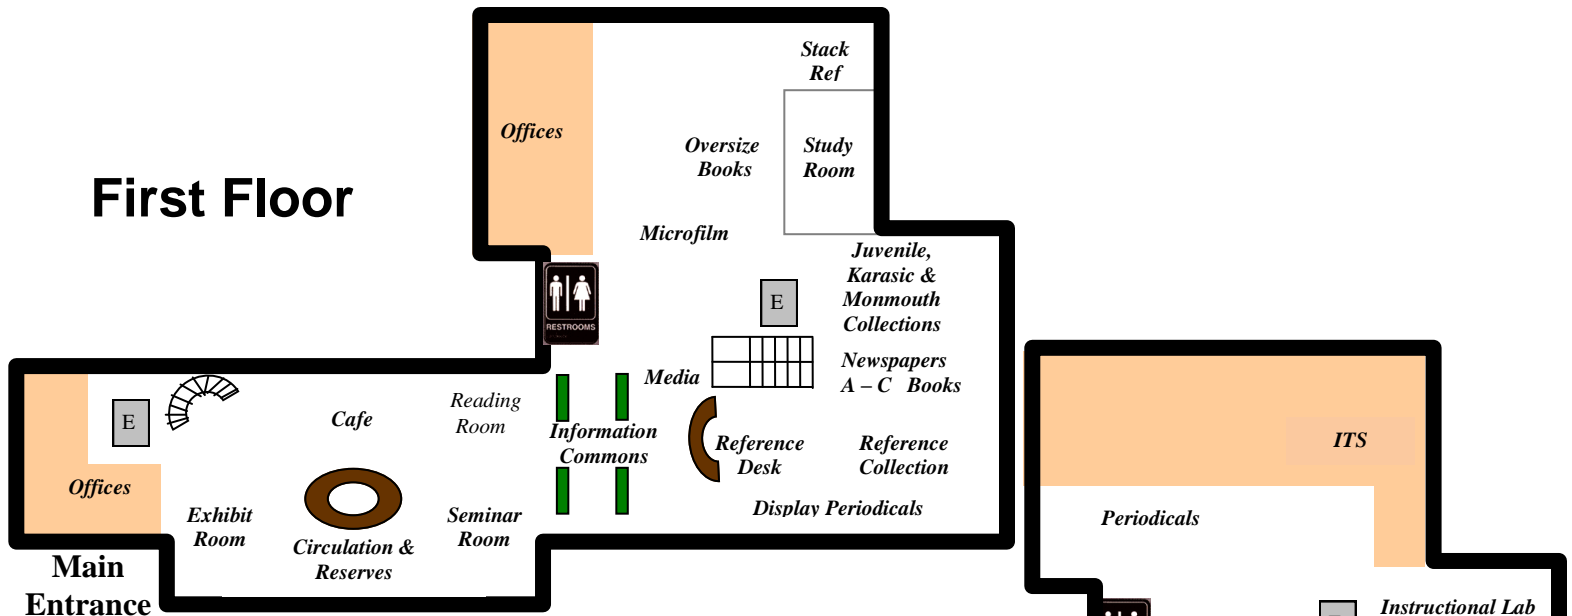 First Floor
Offices
Stack
Ref
Oversize
Books
Study
Room
Microfilm
Juvenile,
Karasic &
Monmouth
Collections
E
RESTROOMS
Newspapers
A – C Books
Media
E
Cafe
Reading
Room
Information
Commons
Reference
Desk
Reference
Collection
Offices
Exhibit
Room
Circulation &
Reserves
Seminar
Room
Display Periodicals
Main
Entrance
ITS
Periodicals
Instructional Lab